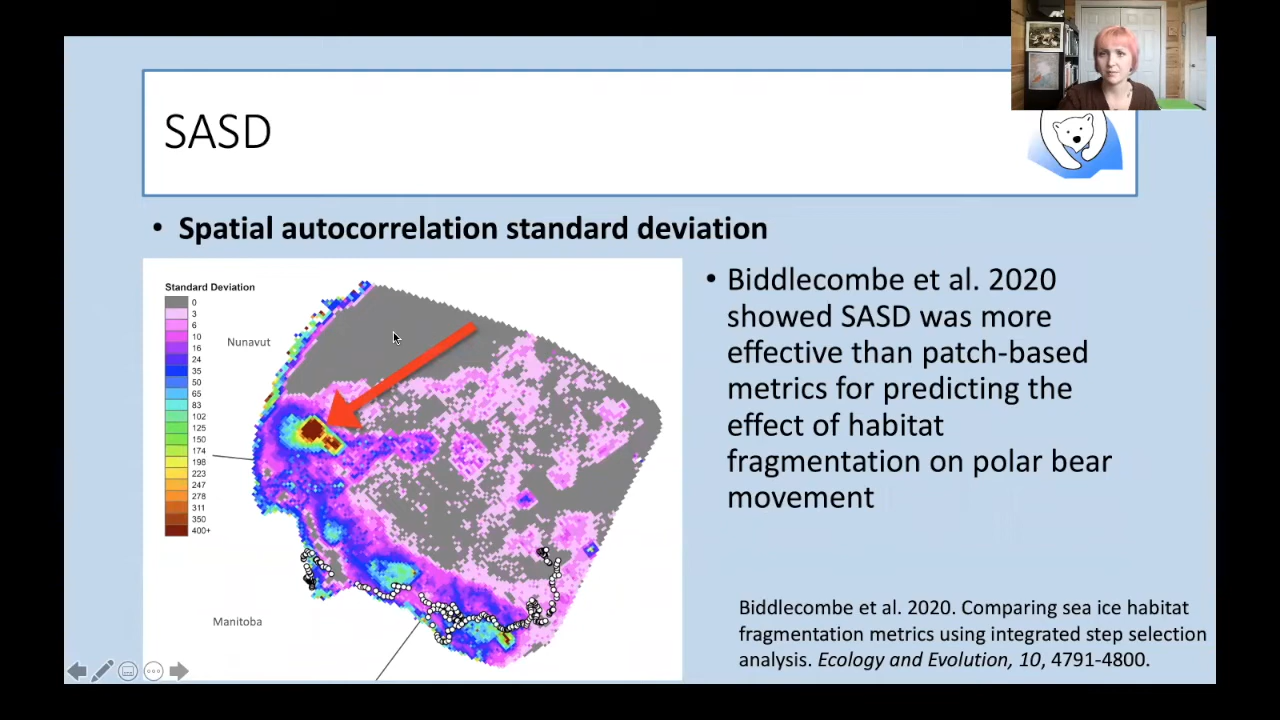 SASD
• Spatial autocorrelation standard deviation
Standard Deviation
0
3
6
10
16
24
35
50
65
83
102
125
150
174
198
223
247
278
311
350
400+
Nunavut
Manitoba
• Biddlecombe et al. 2020
showed SASD was more
effective than patch-based
metrics for predicting the
effect of habitat
fragmentation on polar bear
movement
Biddlecombe et al. 2020. Comparing sea ice habitat
fragmentation metrics using integrated step selection
analysis. Ecology and Evolution, 10, 4791-4800.